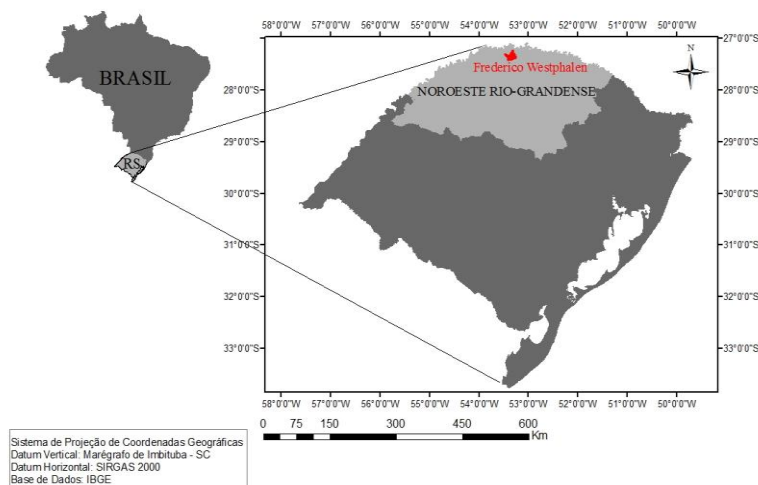 58°0'0"W 57°0'0"W 56°0'0"W 55°0'0"W 54°0'0"W 53°0'0"W 52°0'0"W 51°0'0"W 50°0'0"W
27°0'0"S
28°0'0"S
29°0'0"S
30°0'0"S
31°0'0"S
32°0'0"S
33°0'0"S
BRASIL
RS
Frederico Westphalen
NOROESTE RIO-GRANDENSE
N
27°0'0"S
28°0'0"S
29°0'0"S
30°0'0"S
31°0'0"S
32°0'0"S
33°0'0"S
58°0'0"W 57°0'0"W 56°0'0"W 55°0'0"W 54°0'0"W 53°0'0"W 52°0'0"W 51°0'0"W 50°0'0"W
0 75 150 300 450 600
Km
Sistema de Projeção de Coordenadas Geográficas
Datum Vertical: Marégrafo de Imbituba - SC
Datum Horizontal: SIRGAS 2000
Base de Dados: IBGE